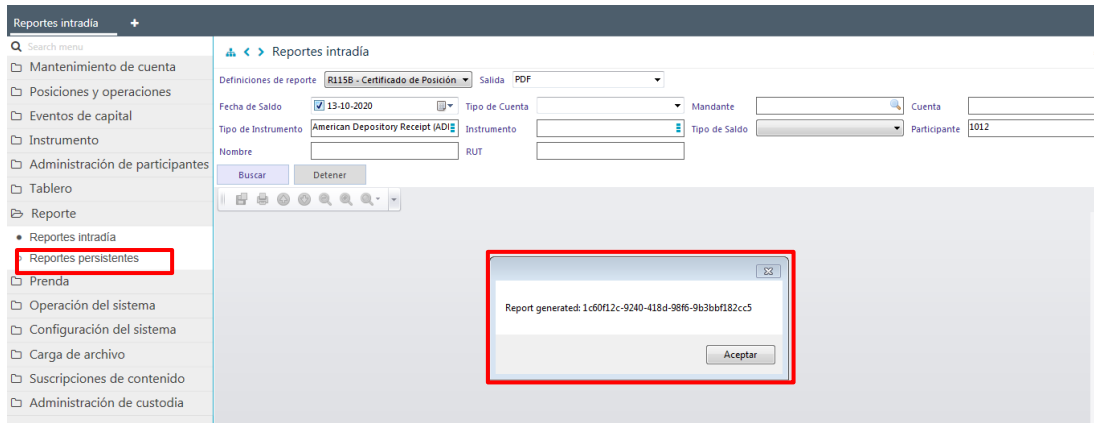 Reportes intradía +
Search menu
Mantenimiento de cuenta
Posiciones y operaciones
Eventos de capital
Instrumento
Administración de participantes
Tablero
Reporte
Reportes intradía
Reportes persistentes
Prenda
Operación del sistema
Configuración del sistema
Carga de archivo
Suscripciones de contenido
Administración de custodia
Reportes intradía
Definiciones de reporte R115B - Certificado de Posición Salida PDF
Fecha de Saldo 13-10-2020 Tipo de Cuenta Mandante Cuenta
Tipo de Instrumento American Depository Receipt (ADI Instrumento Tipo de Saldo Participante 1012
Nombre RUT
Buscar Detener
Report generated: 1c60f12c-9240-418d-98f6-9b3bbf182cc5
Aceptar